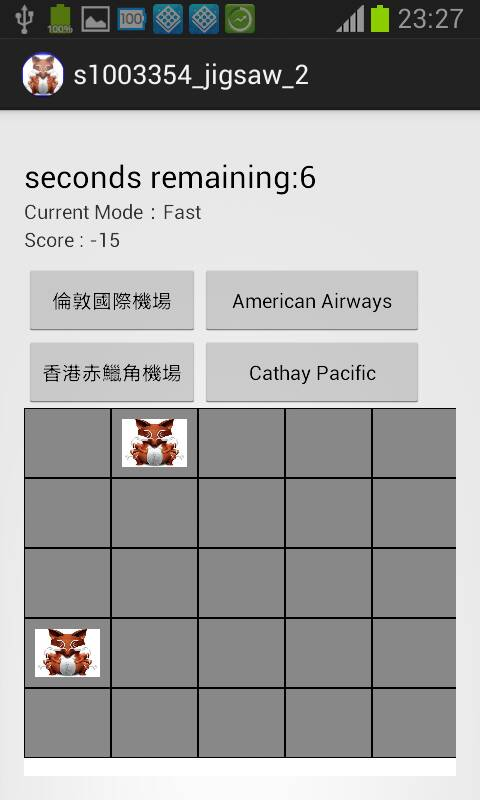 100%
100
23:27
s1003354_jigsaw_2
seconds remaining:6
Current Mode : Fast
Score : -15
倫敦國際機場 American Airways
香港赤鱲角機場 Cathay Pacific